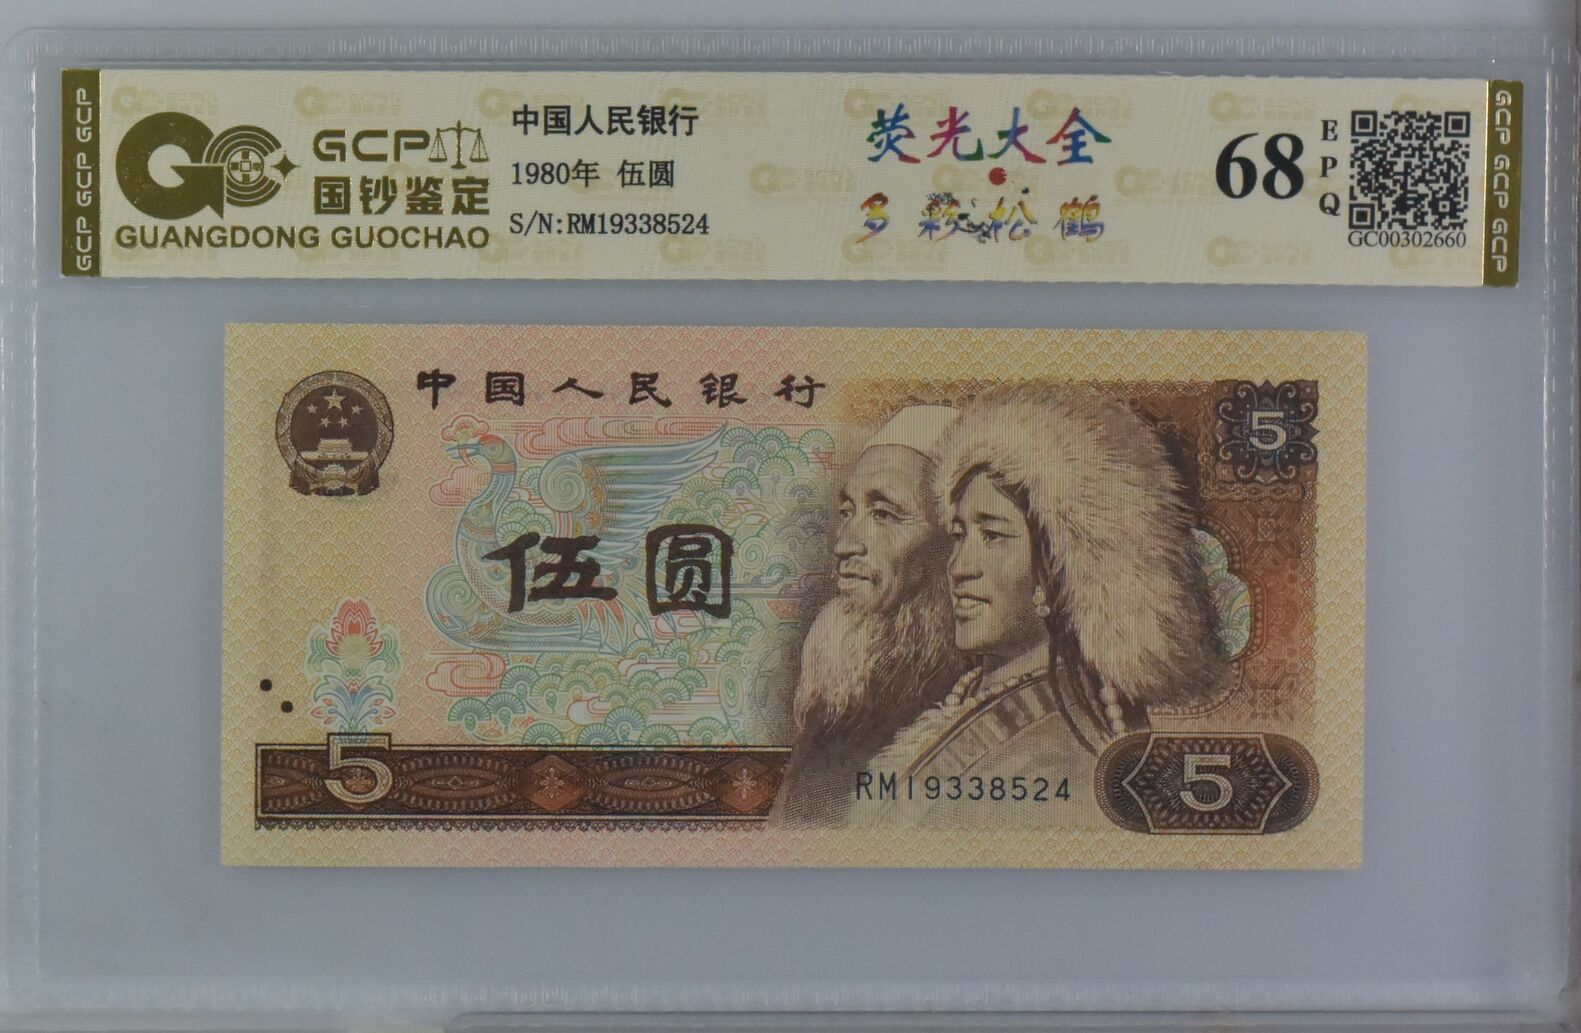 GCP GCP GCP
GCP
国钞鉴定
GUANGDONG GUOCHAO
中国人民银行
1980年 伍圆
S/N:RM19338524
荧光大全
多彩松鹤
68
EPQ
GC00302660
GCP GCP GCP
中国人民银行
5
伍圆
5
RM19338524
5